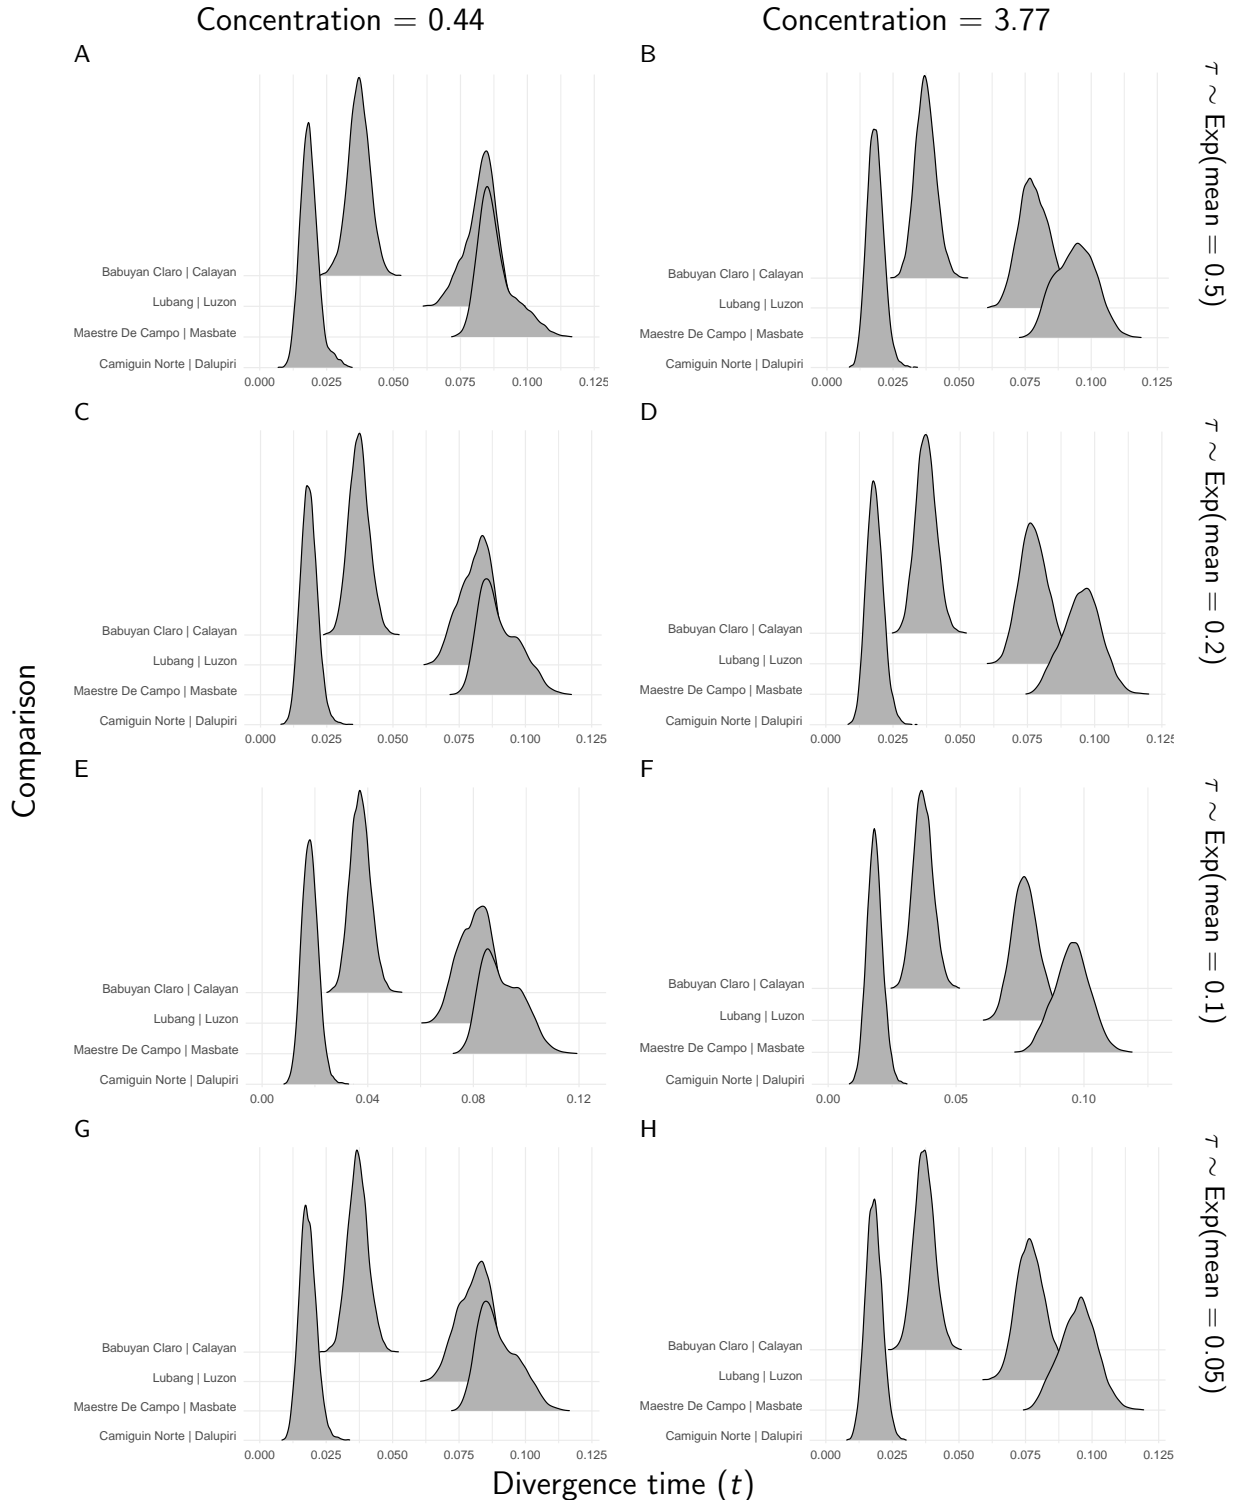 Concentration = 0.44
Concentration = 3.77
A
Babuyan Claro | Calayan
Lubang | Luzon
Maestre De Campo | Masbate
Camiguin Norte | Dalupiri
0.000 0.025 0.050 0.075 0.100 0.125
B
Babuyan Claro | Calayan
Lubang | Luzon
Maestre De Campo | Masbate
Camiguin Norte | Dalupiri
0.000 0.025 0.050 0.075 0.100 0.125
τ ∼ Exp(mean = 0.5)
C
Babuyan Claro | Calayan
Lubang | Luzon
Maestre De Campo | Masbate
Camiguin Norte | Dalupiri
0.000 0.025 0.050 0.075 0.100 0.125
D
Babuyan Claro | Calayan
Lubang | Luzon
Maestre De Campo | Masbate
Camiguin Norte | Dalupiri
0.000 0.025 0.050 0.075 0.100 0.125
τ ∼ Exp(mean = 0.2)
Comparison
E
Babuyan Claro | Calayan
Lubang | Luzon
Maestre De Campo | Masbate
Camiguin Norte | Dalupiri
0.00 0.04 0.08 0.12
F
Babuyan Claro | Calayan
Lubang | Luzon
Maestre De Campo | Masbate
Camiguin Norte | Dalupiri
0.00 0.05 0.10
τ ∼ Exp(mean = 0.1)
G
Babuyan Claro | Calayan
Lubang | Luzon
Maestre De Campo | Masbate
Camiguin Norte | Dalupiri
0.000 0.025 0.050 0.075 0.100 0.125
H
Babuyan Claro | Calayan
Lubang | Luzon
Maestre De Campo | Masbate
Camiguin Norte | Dalupiri
0.000 0.025 0.050 0.075 0.100 0.125
τ ∼ Exp(mean = 0.05)
Divergence time (t)